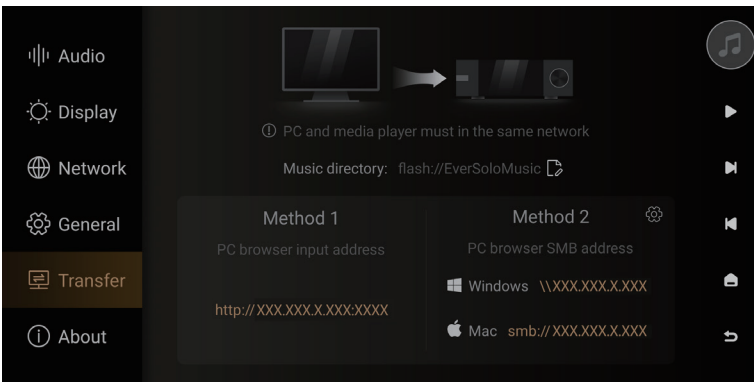 Audio
Display
Network
General
Transfer
About
PC and media player must in the same network
Music directory: flash://EverSoloMusic
Method 1
PC browser input address
http://XXX.XXX.X.XXX:XXXX
Method 2
PC browser SMB address
Windows \\XXX.XXX.X.XXX
Mac smb://XXX.XXX.X.XXX